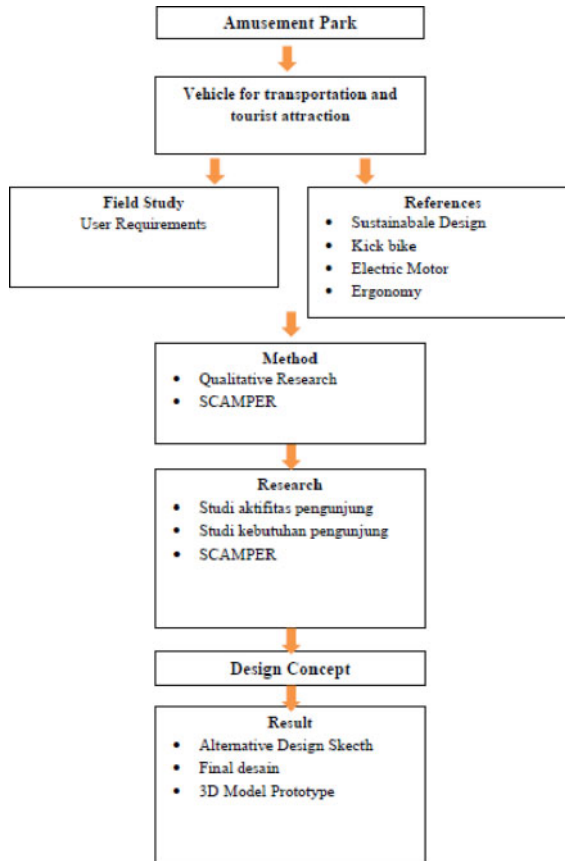 Amusement Park
Vehicle for transportation and
tourist attraction
Field Study
User Requirements
References
• Sustainabale Design
• Kick bike
• Electric Motor
• Ergonomy
Method
• Qualitative Research
• SCAMPER
Research
• Studi aktifitas pengunjung
• Studi kebutuhan pengunjung
• SCAMPER
Design Concept
Result
• Alternative Design Skecth
• Final desain
• 3D Model Prototype